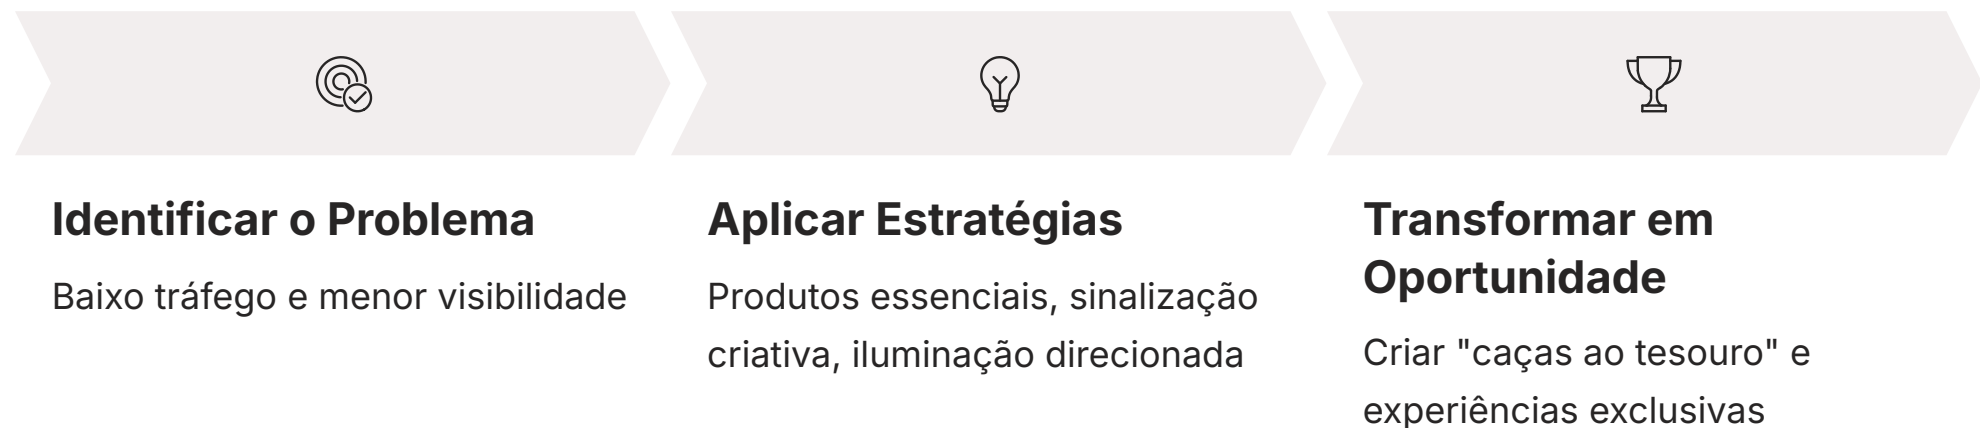 Identificar o Problema
Baixo tráfego e menor visibilidade
Aplicar Estratégias
Produtos essenciais, sinalização
criativa, iluminação direcionada
Transformar em
Oportunidade
Criar "caças ao tesouro" e
experiências exclusivas